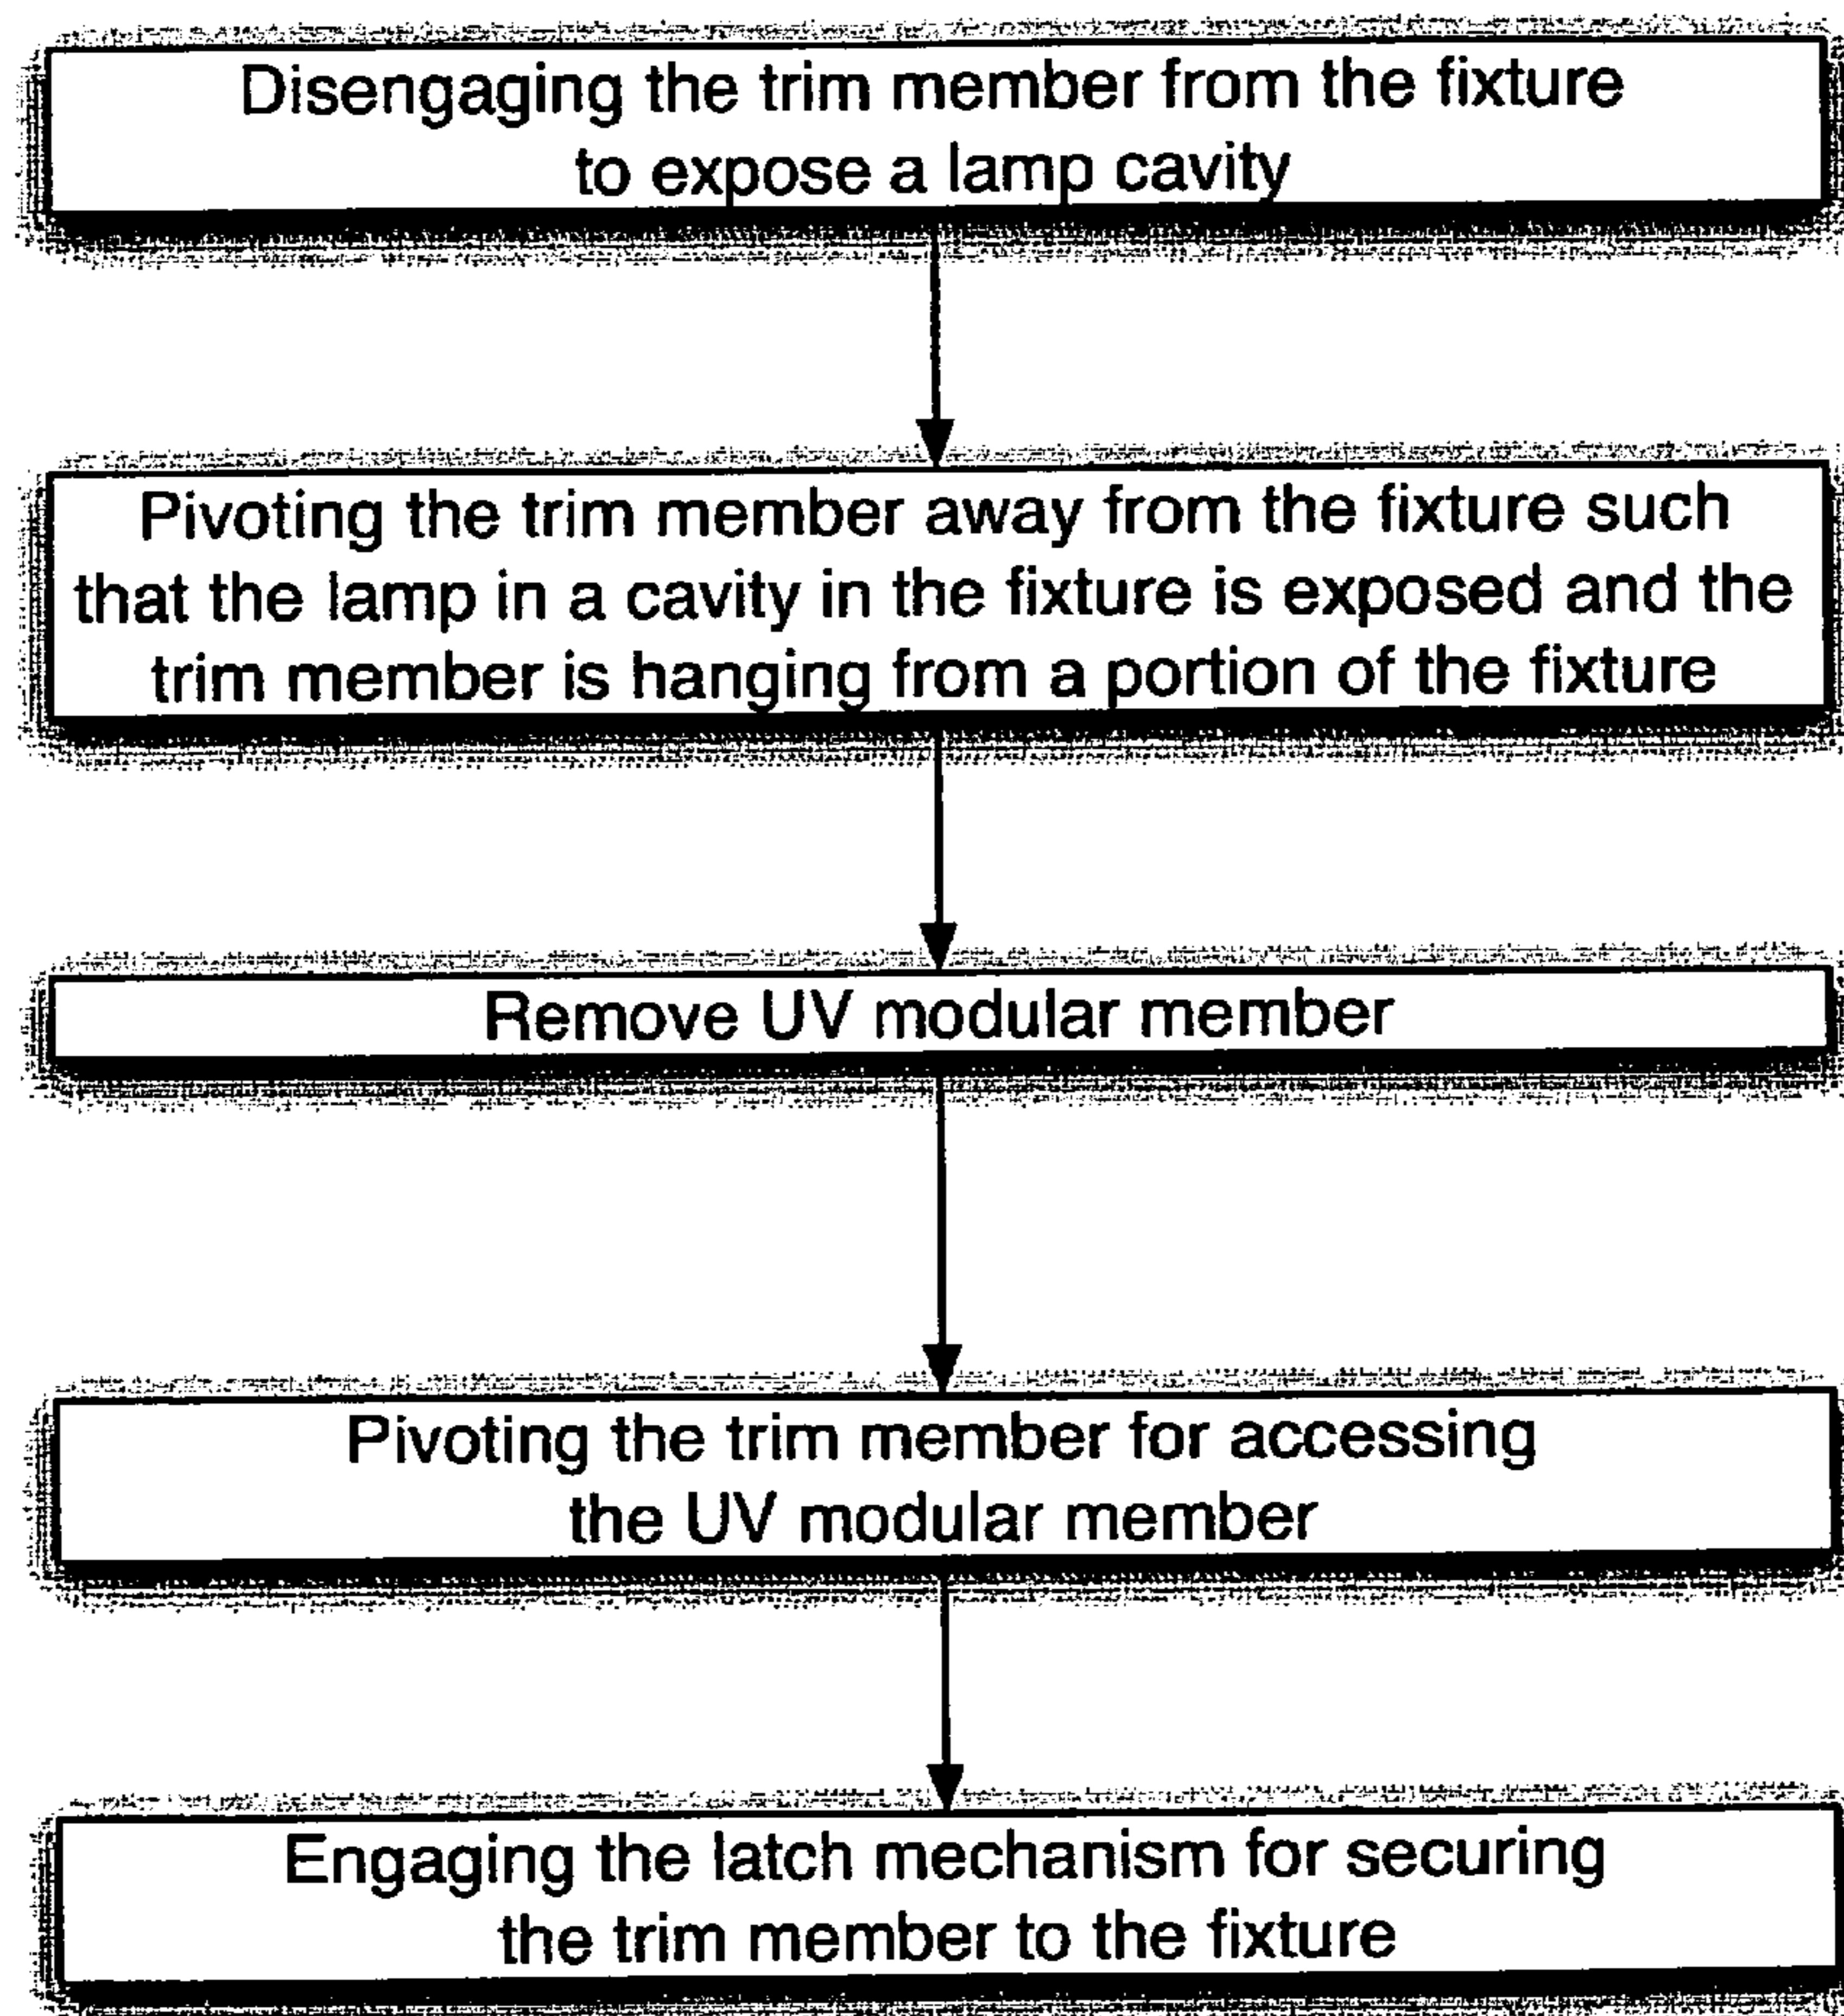 Disengaging the trim member from the fixture
to expose a lamp cavity
Pivoting the trim member away from the fixture such
that the lamp in a cavity in the fixture is exposed and the
trim member is hanging from a portion of the fixture
Remove UV modular member
Pivoting the trim member for accessing
the UV modular member
Engaging the latch mechanism for securing
the trim member to the fixture